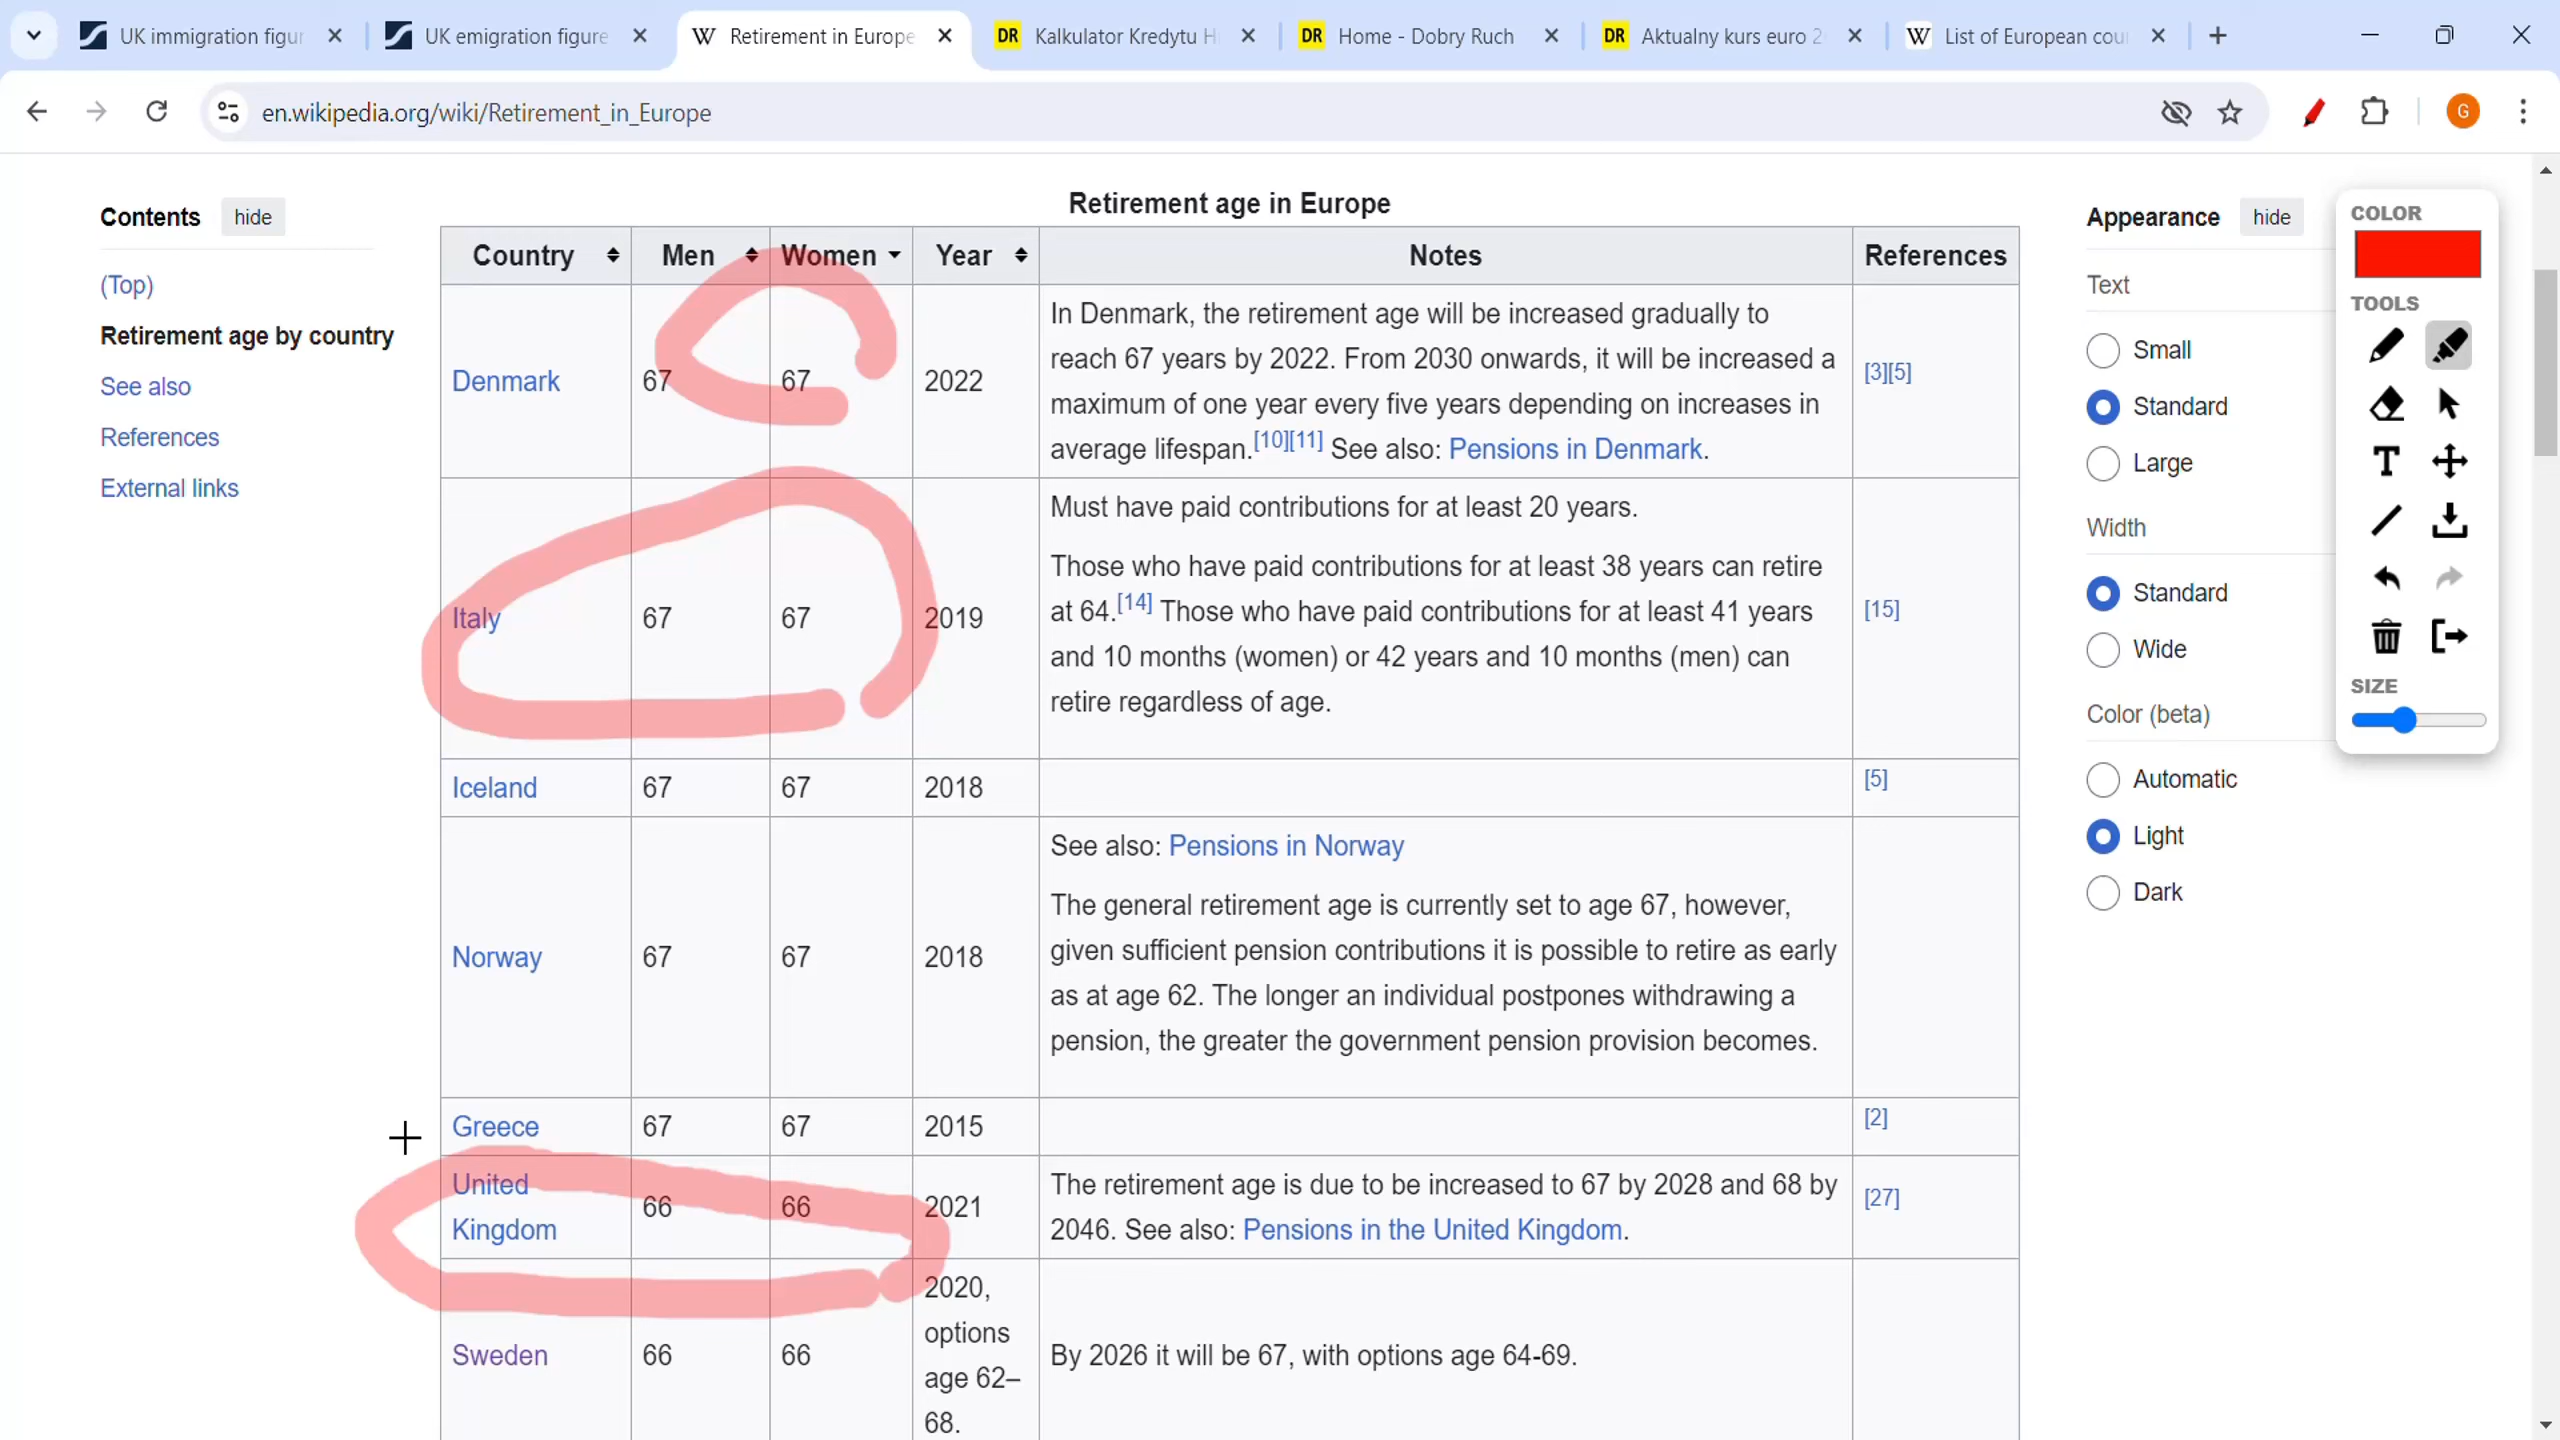 UK immigration figur
UK emigration figure
Retirement in Europe
DR Kalkulator Kredytu H
DR Home - Dobry Ruch
DR Aktualny kurs euro 2
List of European cou
en.wikipedia.org/wiki/Retirement_in_Europe
G
Contents hide
(Top)
Retirement age by country
See also
References
External links
Retirement age in Europe
Country Men Women Year Notes References
Denmark 67 67 2022
In Denmark, the retirement age will be increased gradually to
reach 67 years by 2022. From 2030 onwards, it will be increased a
maximum of one year every five years depending on increases in
average lifespan.[10][11] See also: Pensions in Denmark.
[3][5]
Italy 67 67 2019
Must have paid contributions for at least 20 years.
Those who have paid contributions for at least 38 years can retire
at 64.[14] Those who have paid contributions for at least 41 years
and 10 months (women) or 42 years and 10 months (men) can
retire regardless of age.
[15]
Iceland 67 67 2018 [5]
Norway 67 67 2018
See also: Pensions in Norway
The general retirement age is currently set to age 67, however,
given sufficient pension contributions it is possible to retire as early
as at age 62. The longer an individual postpones withdrawing a
pension, the greater the government pension provision becomes.
Greece 67 67 2015 [2]
United
Kingdom
66 66 2021
The retirement age is due to be increased to 67 by 2028 and 68 by
2046. See also: Pensions in the United Kingdom.
[27]
Sweden 66 66
2020,
options
age 62–
68.
By 2026 it will be 67, with options age 64-69.
Appearance hide
Text
Small
Standard
Large
Width
Standard
Wide
Color (beta)
Automatic
Light
Dark
COLOR
TOOLS
SIZE